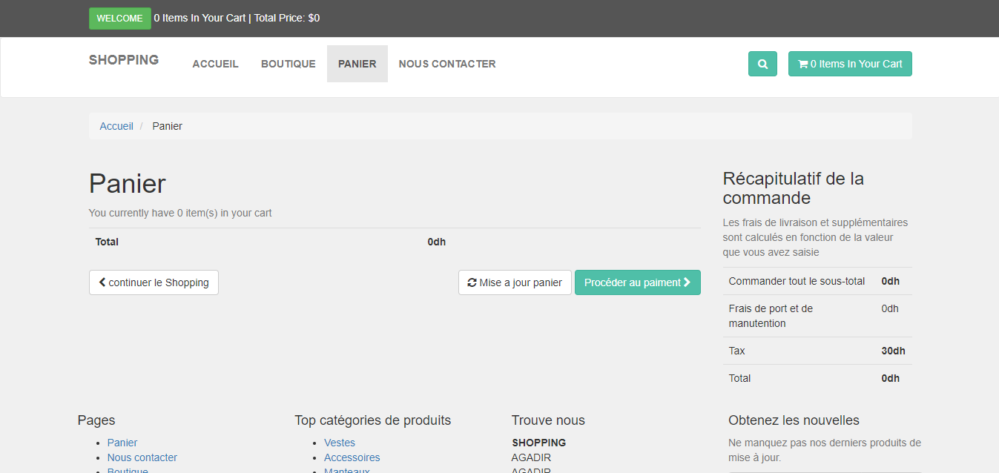 WELCOME 0 Items In Your Cart | Total Price: $0
SHOPPING ACCUEIL BOUTIQUE PANIER NOUS CONTACTER 0 Items In Your Cart
Accueil / Panier
Panier
You currently have 0 item(s) in your cart
Total 0dh
continuer le Shopping Mise a jour panier Procéder au paiment
Récapitulatif de la
commande
Les frais de livraison et supplémentaires
sont calculés en fonction de la valeur
que vous avez saisie
Commander tout le sous-total 0dh
Frais de port et de
manutention 0dh
Tax 30dh
Total 0dh
Pages
Panier
Nous contacter
Boutique
Top catégories de produits
Vestes
Accessoires
Manteaux
Trouve nous
SHOPPING
AGADIR
AGADIR
Obtenez les nouvelles
Ne manquez pas nos derniers produits de
mise à jour.